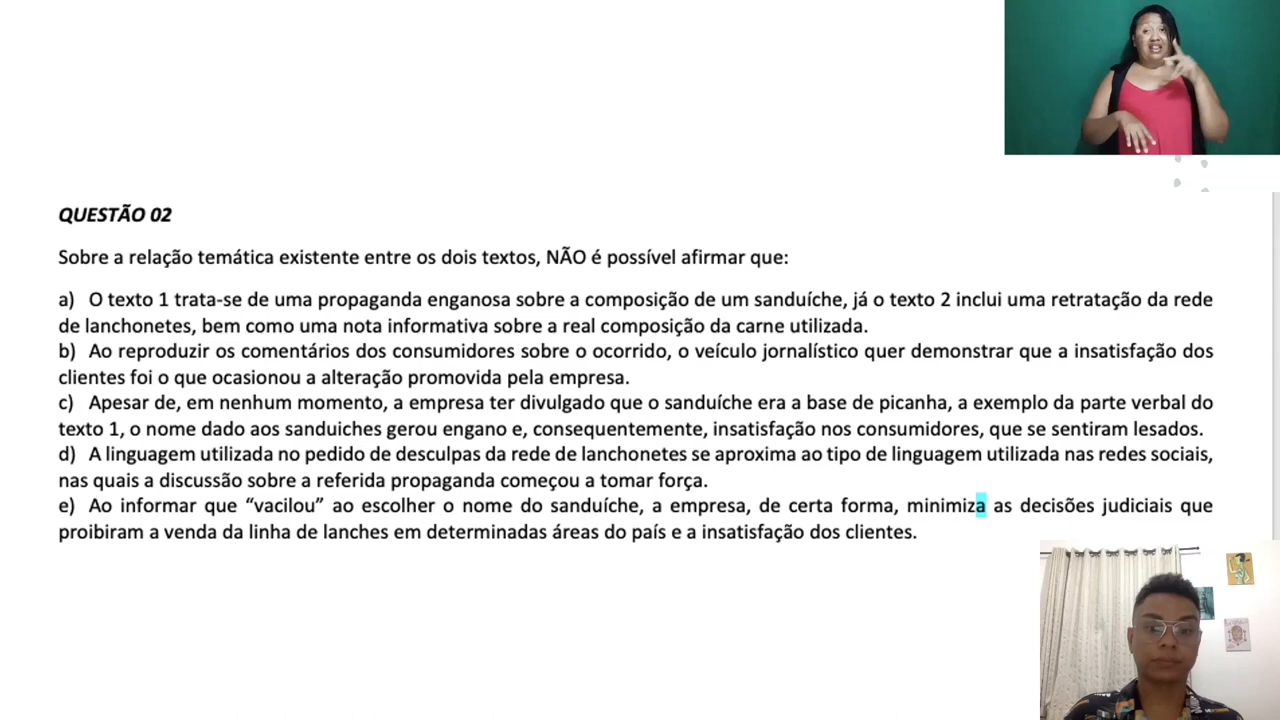 QUESTÃO 02
Sobre a relação temática existente entre os dois textos, NÃO é possível afirmar que:
a) O texto 1 trata-se de uma propaganda enganosa sobre a composição de um sanduíche, já o texto 2 inclui uma retratação da rede
de lanchonetes, bem como uma nota informativa sobre a real composição da carne utilizada.
b) Ao reproduzir os comentários dos consumidores sobre o ocorrido, o veículo jornalístico quer demonstrar que a insatisfação dos
clientes foi o que ocasionou a alteração promovida pela empresa.
c) Apesar de, em nenhum momento, a empresa ter divulgado que o sanduíche era a base de picanha, a exemplo da parte verbal do
texto 1, o nome dado aos sanduiches gerou engano e, consequentemente, insatisfação nos consumidores, que se sentiram lesados.
d) A linguagem utilizada no pedido de desculpas da rede de lanchonetes se aproxima ao tipo de linguagem utilizada nas redes sociais,
nas quais a discussão sobre a referida propaganda começou a tomar força.
e) Ao informar que “vacilou” ao escolher o nome do sanduíche, a empresa, de certa forma, minimiza as decisões judiciais que
proibiram a venda da linha de lanches em determinadas áreas do país e a insatisfação dos clientes.